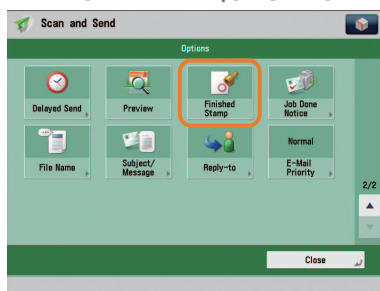 Scan and Send
Options
Delayed Send
Preview
Finished
Stamp
Job Done
Notice
File Name
Subject/
Message
Reply-to
Normal
E-Mail
Priority
2/2
Close